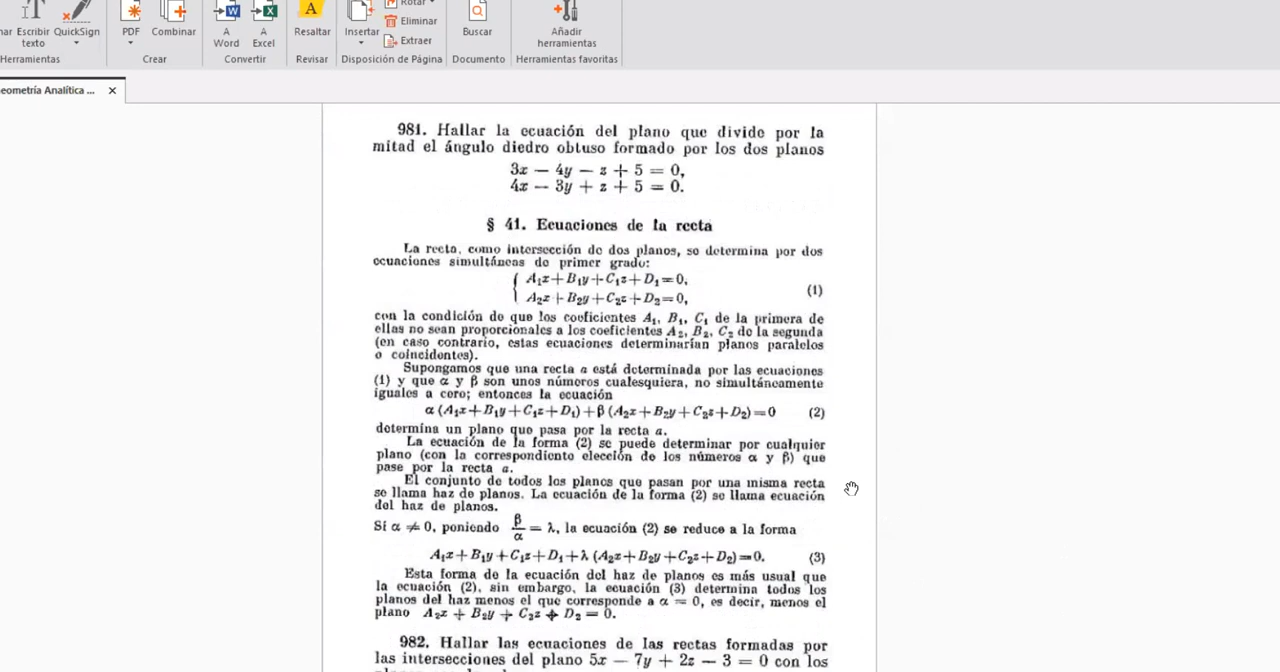 Escribir texto
QuickSign
PDF
Combinar
A Word
A Excel
Resaltar
Insertar
Rotar
Eliminar
Extraer
Buscar
Añadir herramientas
Herramientas
Crear
Convertir
Revisar
Disposición de Página
Documento
Herramientas favoritas
eometría Analítica ...
981. Hallar la ecuación del plano que divide por la
mitad el ángulo diedro obtuso formado por los dos planos
3x — 4y — z + 5 = 0,
4x — 3y + z + 5 = 0.
§ 41. Ecuaciones de la recta
La recta, como intersección de dos planos, se determina por dos
ecuaciones simultáneas de primer grado:
A₁x+B₁y+C₁z+D₁=0,
A₂x+B₂y+C₂z+D₂=0, (1)
con la condición de que los coeficientes A₁, B₁, C₁ de la primera de
ellas no sean proporcionales a los coeficientes A₂, B₂, C₂ de la segunda
(en caso contrario, estas ecuaciones determinarían planos paralelos
o coincidentes).
Supongamos que una recta a está determinada por las ecuaciones
(1) y que α y β son unos números cualesquiera, no simultáneamente
iguales a cero; entonces la ecuación
α (A₁x+B₁y+C₁z+D₁)+β (A₂x+B₂y+C₂z+D₂)=0 (2)
determina un plano que pasa por la recta a.
La ecuación de la forma (2) se puede determinar por cualquier
plano (con la correspondiente elección de los números α y β) que
pase por la recta a.
El conjunto de todos los planos que pasan por una misma recta
se llama haz de planos. La ecuación de la forma (2) se llama ecuación
del haz de planos.
Si α ≠ 0, poniendo β/α = λ, la ecuación (2) se reduce a la forma
A₁x+B₁y+C₁z+D₁+λ (A₂x+B₂y+C₂z+D₂)=0. (3)
Esta forma de la ecuación del haz de planos es más usual que
la ecuación (2), sin embargo, la ecuación (3) determina todos los
planos del haz menos el que corresponde a α = 0, es decir, menos el
plano A₂x + B₂y + C₂z + D₂ = 0.
982. Hallar las ecuaciones de las rectas formadas por
las intersecciones del plano 5x — 7y + 2z — 3 = 0 con los